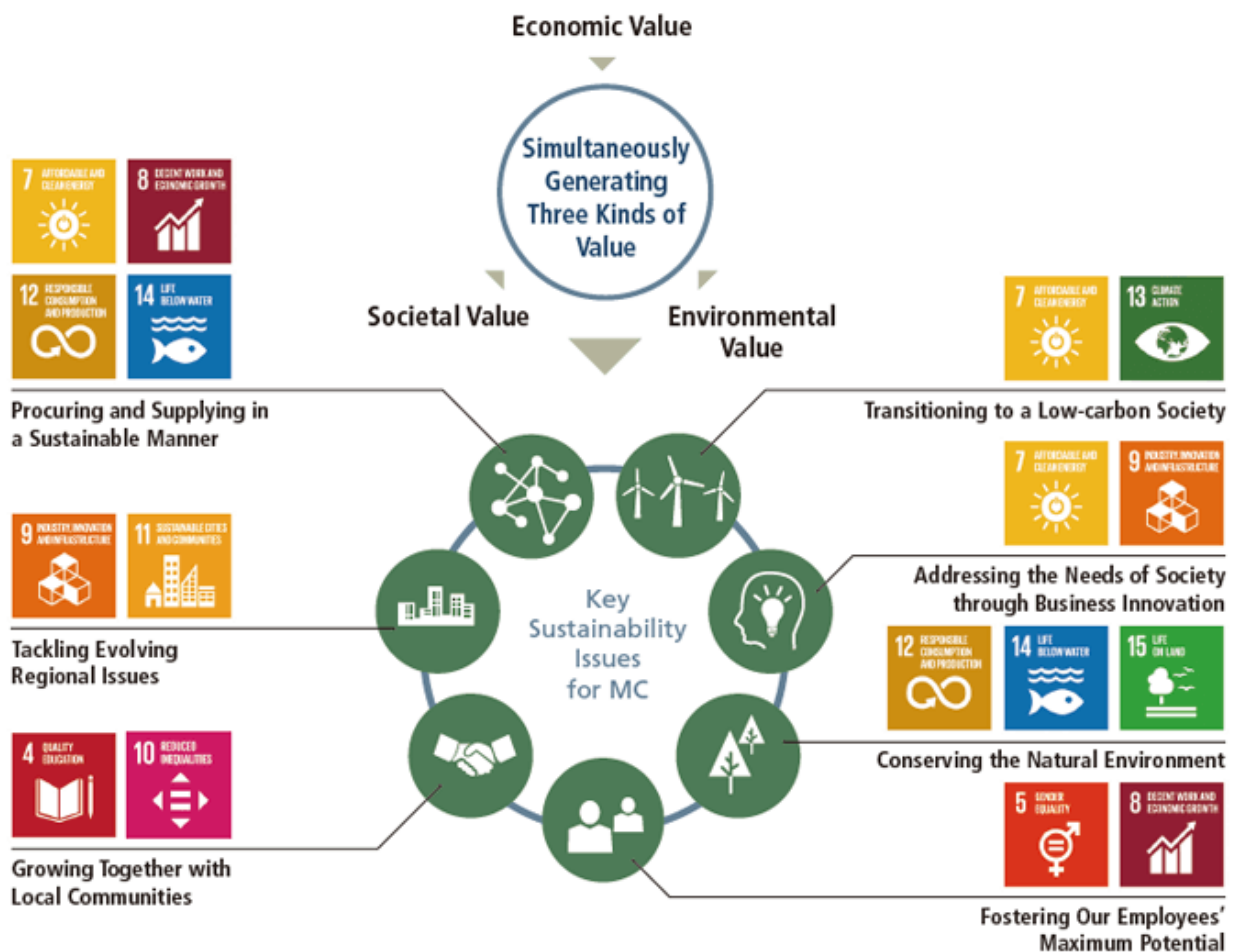 Economic Value
Simultaneously
Generating
Three Kinds of
Value
Societal Value
Environmental
Value
7 AFFORDABLE AND
CLEAN ENERGY
8 DECENT WORK AND
ECONOMIC GROWTH
12 RESPONSIBLE
CONSUMPTION
AND PRODUCTION
14 LIFE
BELOW WATER
Procuring and Supplying in
a Sustainable Manner
9 INDUSTRY, INNOVATION
AND INFRASTRUCTURE
11 SUSTAINABLE CITIES
AND COMMUNITIES
Tackling Evolving
Regional Issues
4 QUALITY
EDUCATION
10 REDUCED
INEQUALITIES
Growing Together with
Local Communities
Key
Sustainability
Issues
for MC
7 AFFORDABLE AND
CLEAN ENERGY
13 CLIMATE
ACTION
Transitioning to a Low-carbon Society
7 AFFORDABLE AND
CLEAN ENERGY
9 INDUSTRY, INNOVATION
AND INFRASTRUCTURE
Addressing the Needs of Society
through Business Innovation
12 RESPONSIBLE
CONSUMPTION
AND PRODUCTION
14 LIFE
BELOW WATER
15 LIFE
ON LAND
Conserving the Natural Environment
5 GENDER
EQUALITY
8 DECENT WORK AND
ECONOMIC GROWTH
Fostering Our Employees'
Maximum Potential